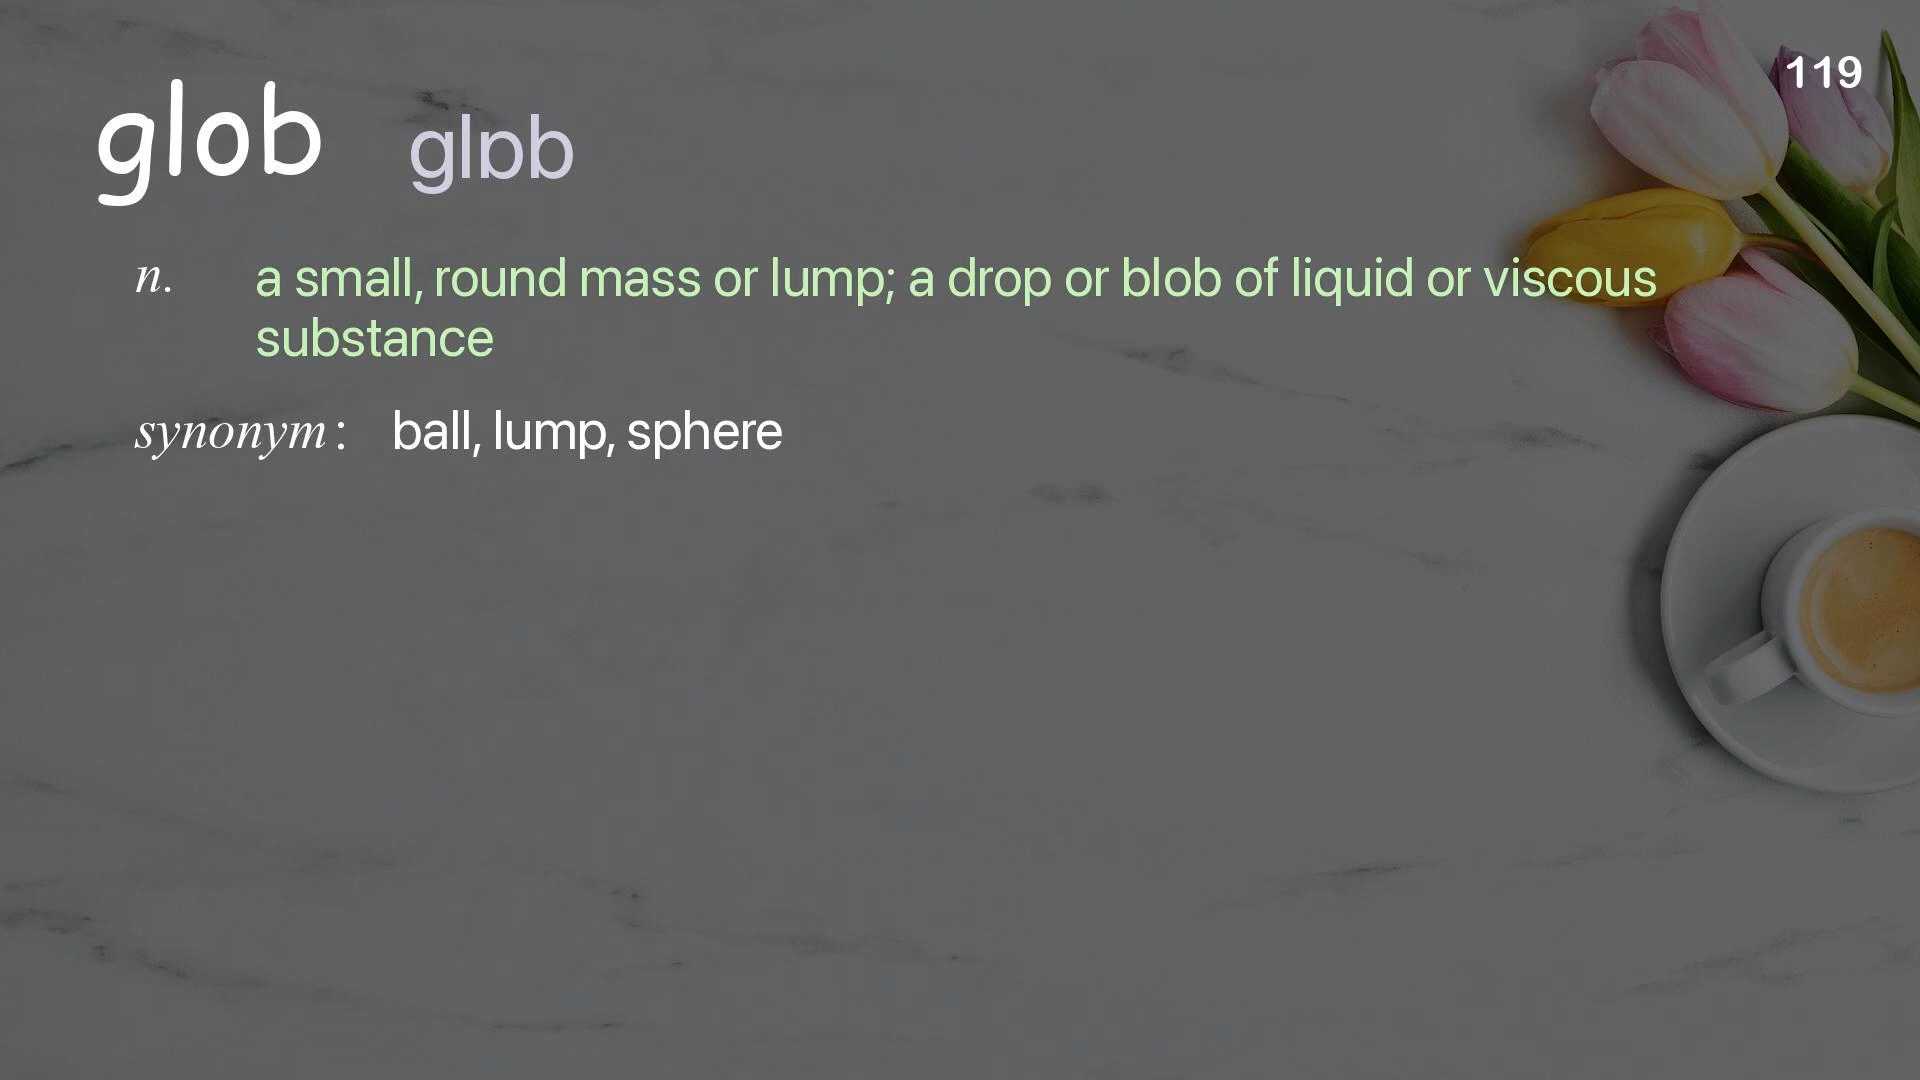 119
glob glɒb
n. a small, round mass or lump; a drop or blob of liquid or viscous
substance
synonym : ball, lump, sphere